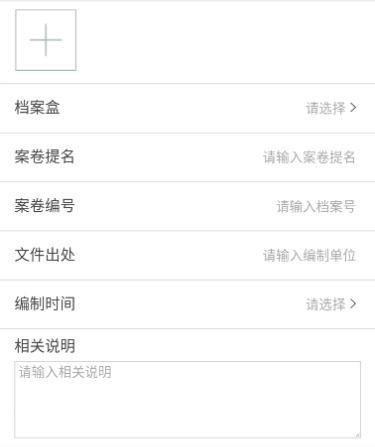 档案盒 请选择
案卷提名 请输入案卷提名
案卷编号 请输入档案号
文件出处 请输入编制单位
编制时间 请选择
相关说明
请输入相关说明